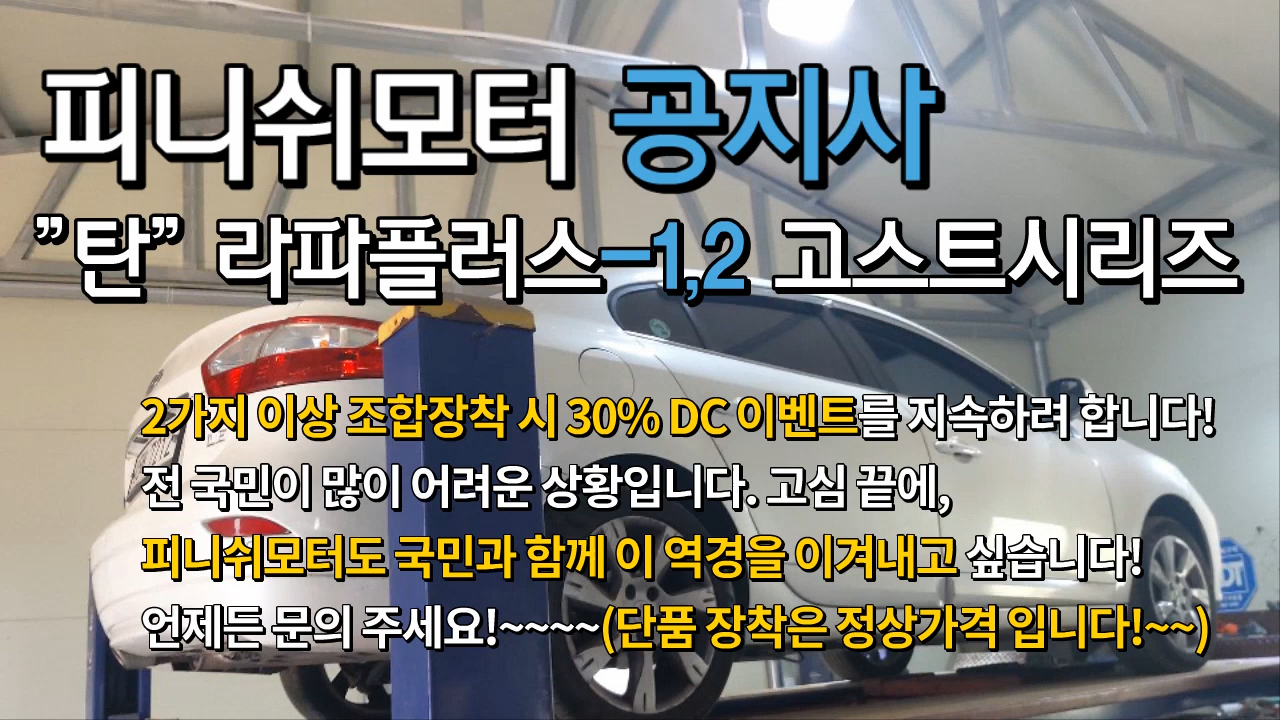 피니쉬모터 공지사
”탄” 라파플러스-1,2 고스트시리즈
2가지 이상 조합장착 시 30% DC 이벤트를 지속하려 합니다!
전 국민이 많이 어려운 상황입니다. 고심 끝에,
피니쉬모터도 국민과 함께 이 역경을 이겨내고 싶습니다!
언제든 문의 주세요!~~~~(단품 장착은 정상가격 입니다!~~)